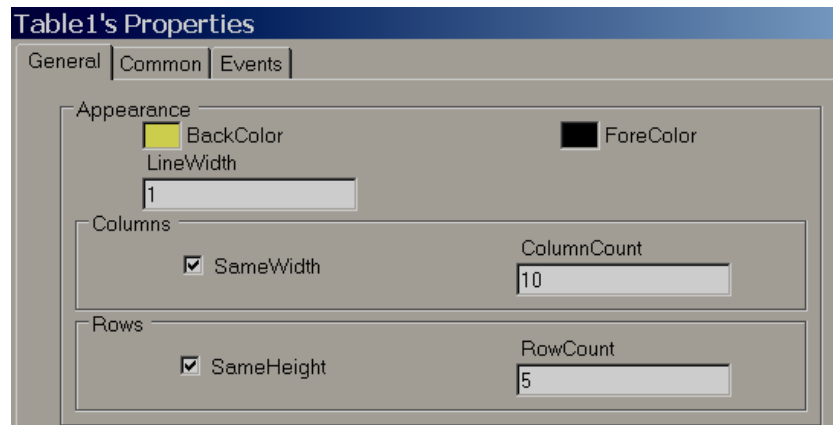 Table1's Properties
General Common Events
Appearance
BackColor ForeColor
LineWidth
1
Columns
SameWidth
ColumnCount
10
Rows
SameHeight
RowCount
5